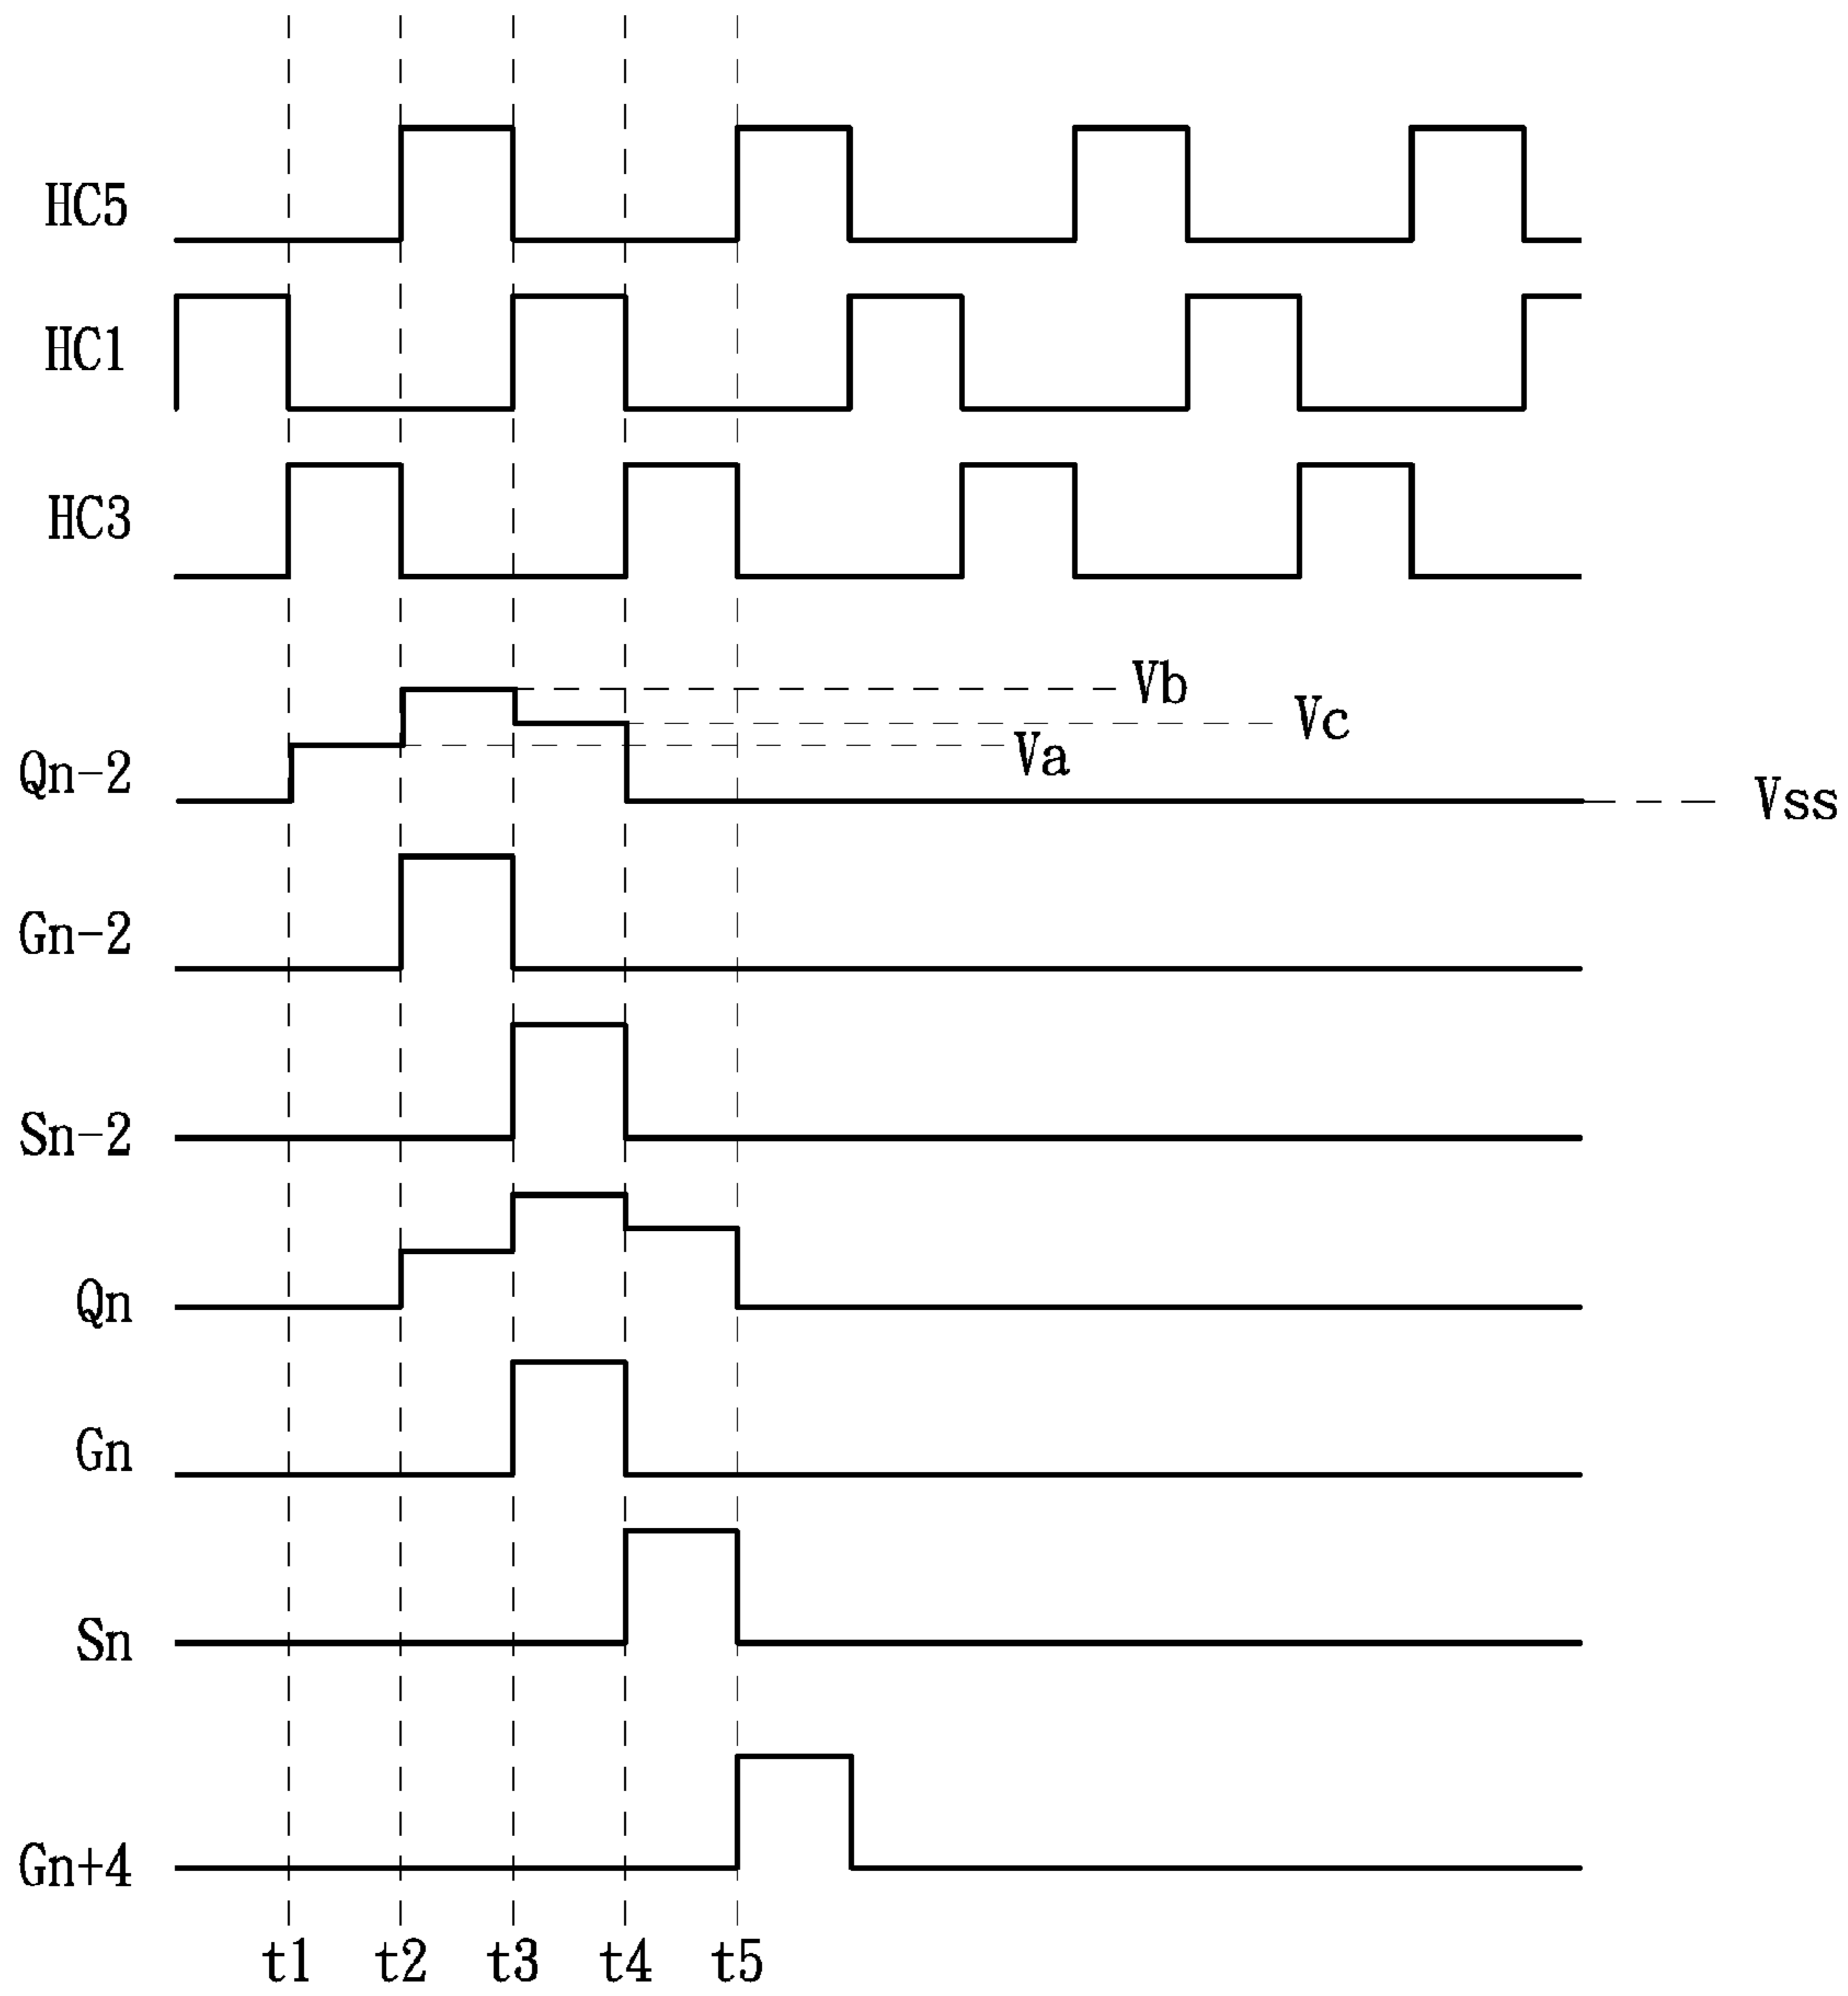 HC5
HC1
HC3
Vb
Vc
Va
Qn-2
Vss
Gn-2
Sn-2
Qn
Gn
Sn
Gn+4
t1 t2 t3 t4 t5